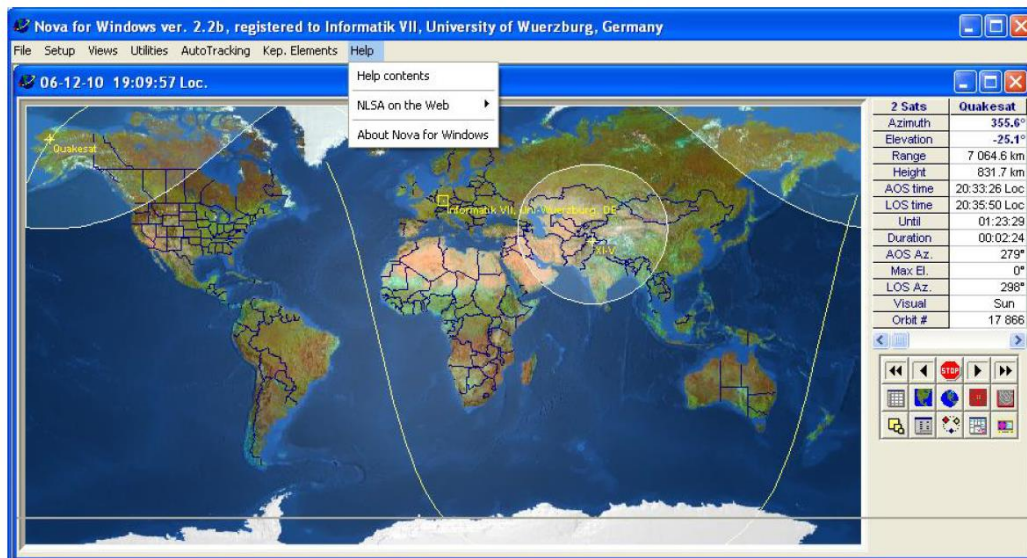 Nova for Windows ver. 2.2b, registered to Informatik VII, University of Wuerzburg, Germany
File Setup Views Utilities AutoTracking Kep. Elements Help
Help contents
NLSA on the Web
About Nova for Windows
06-12-10 19:09:57 Loc.
Quakesat
Informatik VII, Uni Wuerzburg, DE
XI-V
2 Sats Quakesat
Azimuth 355.6°
Elevation -25.1°
Range 7 064.6 km
Height 831.7 km
AOS time 20:33:26 Loc
LOS time 20:35:50 Loc
Until 01:23:29
Duration 00:02:24
AOS Az. 279°
Max El. 0°
LOS Az. 298°
Visual Sun
Orbit # 17 866
STOP